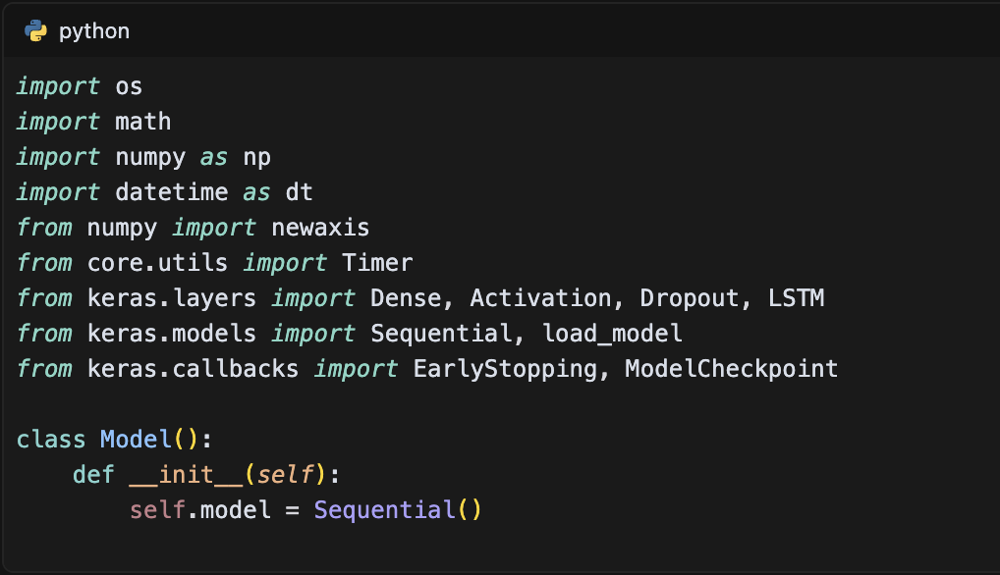 python
import os
import math
import numpy as np
import datetime as dt
from numpy import newaxis
from core.utils import Timer
from keras.layers import Dense, Activation, Dropout, LSTM
from keras.models import Sequential, load_model
from keras.callbacks import EarlyStopping, ModelCheckpoint

class Model():
    def __init__(self):
        self.model = Sequential()